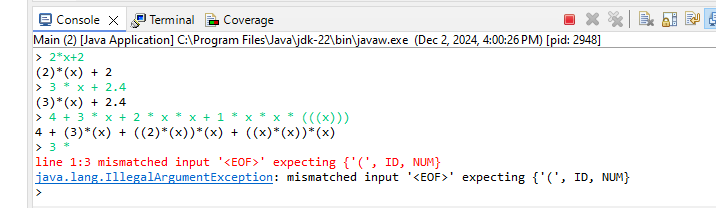 Console Terminal Coverage
Main (2) [Java Application] C:\Program Files\Java\jdk-22\bin\javaw.exe (Dec 2, 2024, 4:00:26 PM) [pid: 2948]
> 2*x+2
(2)*(x) + 2
> 3 * x + 2.4
(3)*(x) + 2.4
> 4 + 3 * x + 2 * x * x + 1 * x * x * (((x)))
4 + (3)*(x) + ((2)*(x))*(x) + ((x)*(x))*(x)
> 3 *
line 1:3 mismatched input '<EOF>' expecting {'(', ID, NUM}
java.lang.IllegalArgumentException: mismatched input '<EOF>' expecting {'(', ID, NUM}
>